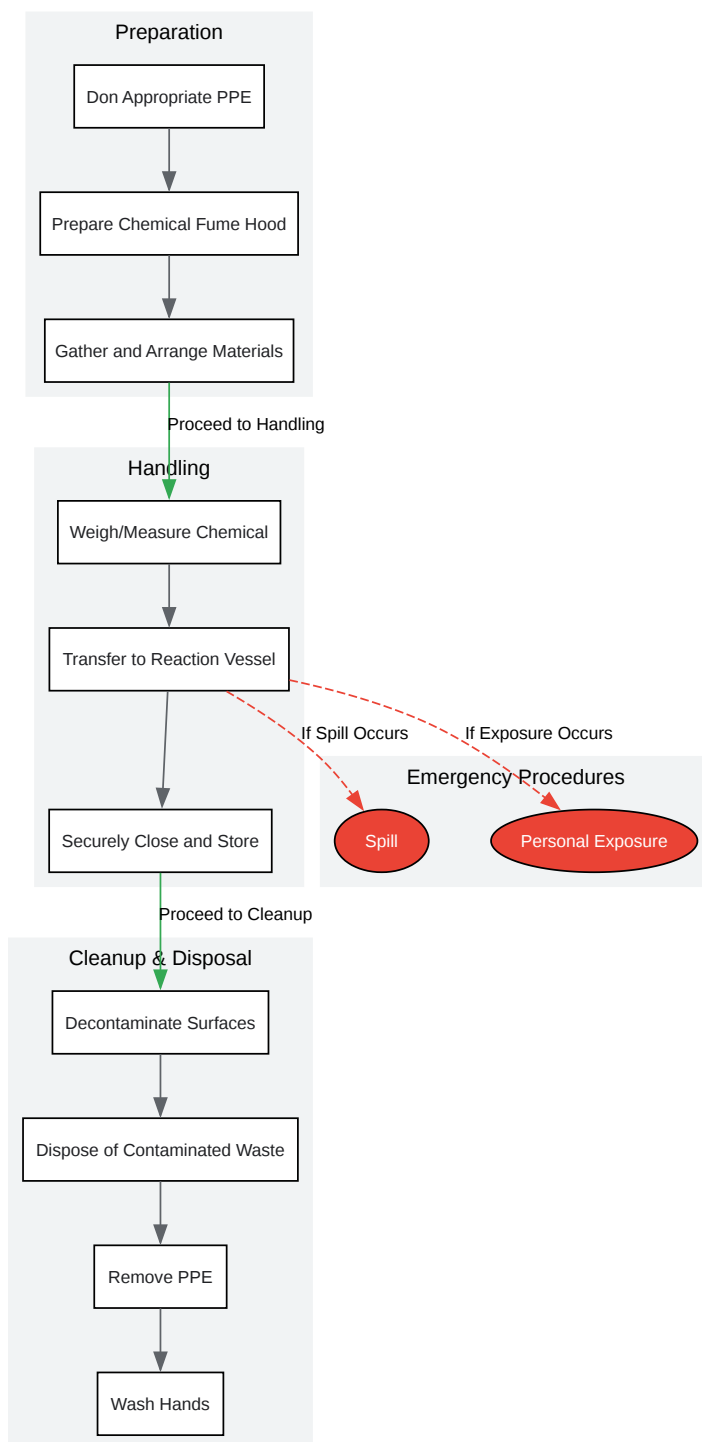 Preparation
Don Appropriate PPE
Prepare Chemical Fume Hood
Gather and Arrange Materials
Proceed to Handling
Handling
Weigh/Measure Chemical
Transfer to Reaction Vessel
If Spill Occurs
If Exposure Occurs
Emergency Procedures
Securely Close and Store
Spill
Personal Exposure
Proceed to Cleanup
Cleanup & Disposal
Decontaminate Surfaces
Dispose of Contaminated Waste
Remove PPE
Wash Hands